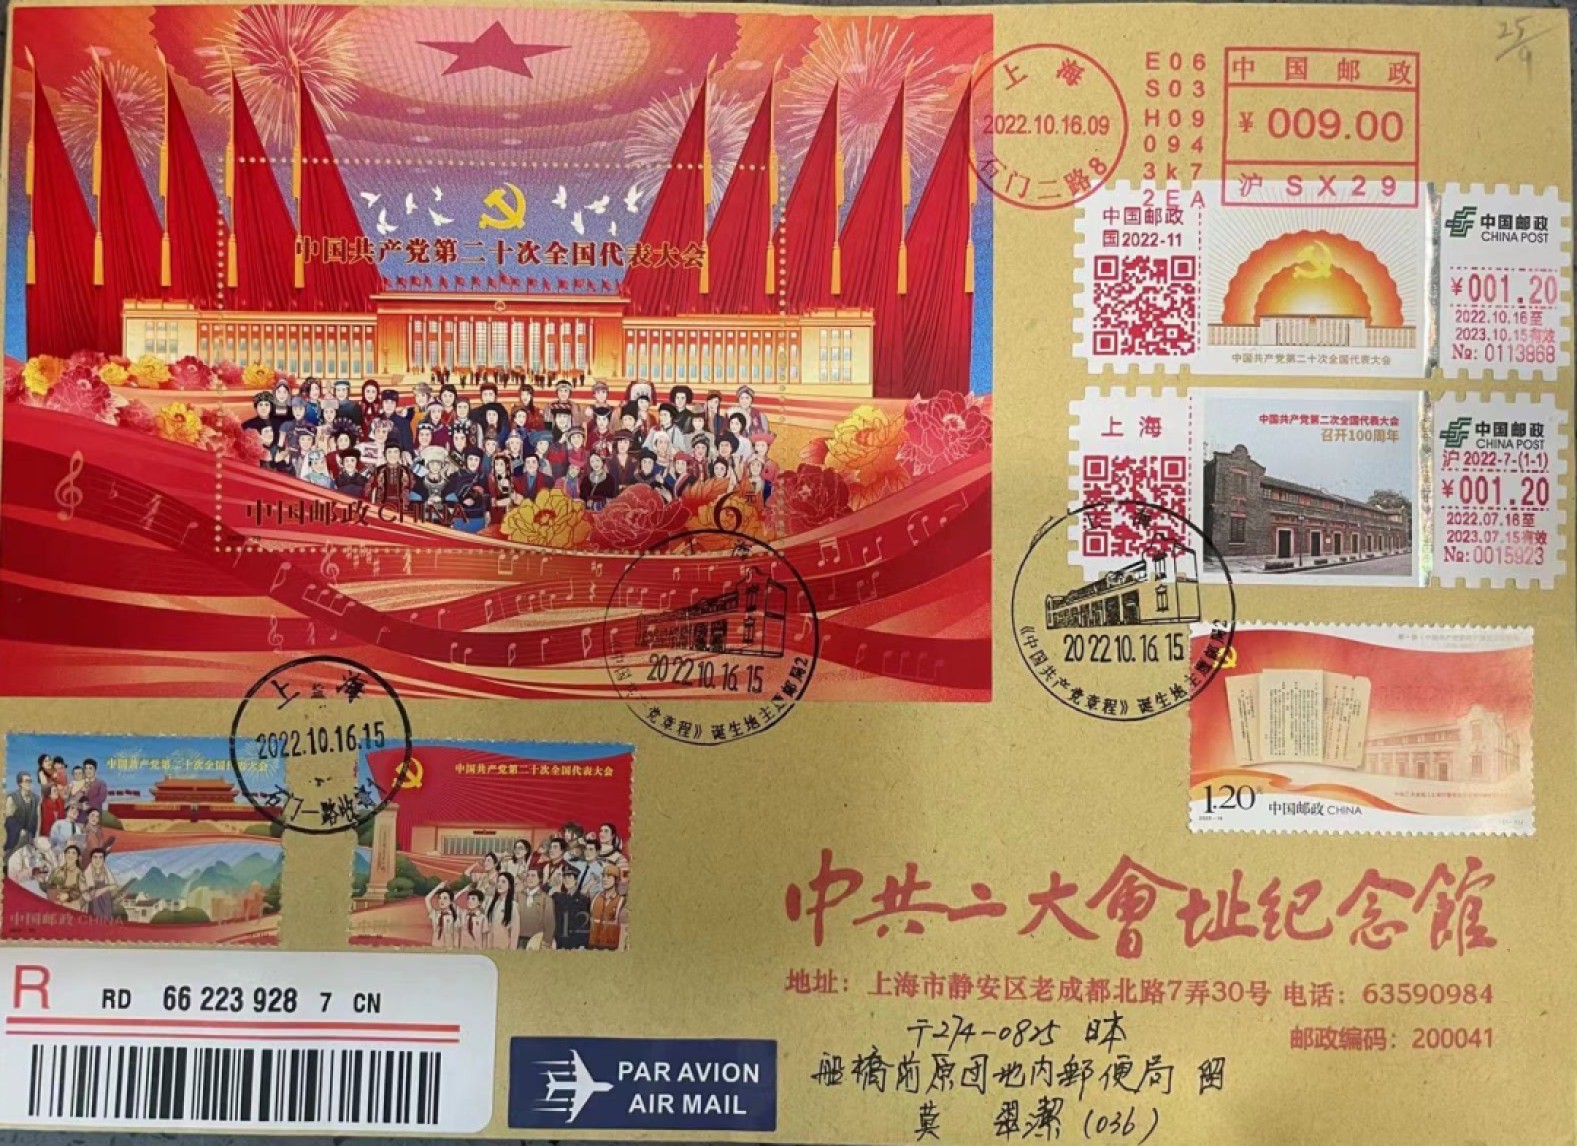 25/9
上海
2022.10.16.09
石门二路8
E06
S03
H09
094
3k7
2EA
中国邮政
¥ 009.00
沪 SX29
中国共产党第二十次全国代表大会
中国邮政 CHINA
6元
中国邮政
国2022-11
中国共产党第二十次全国代表大会
中国邮政
CHINA POST
¥001.20
2022.10.16至
2023.10.15有效
№: 0113868
上海
中国共产党第二次全国代表大会
召开100周年
中国邮政
CHINA POST
沪 2022-7-(1-1)
¥001.20
2022.07.16至
2023.07.15有效
№: 0015923
上海
2022.10.16.15
《中国共产党章程》诞生地主题邮局2
上海
2022.10.16.15
党章程》诞生地主题邮局2
1.20元 中国邮政 CHINA
上海
2022.10.16.15
中国共产党第二十次全国代表大会
中国邮政 CHINA
中国共产党第二十次全国代表大会
1.2
中共二大會址纪念館
地址：上海市静安区老成都北路7弄30号 电话：63590984
邮政编码：200041
R RD 66 223 928 7 CN
PAR AVION
AIR MAIL
〒274-0825 日本
船橋前原団地内郵便局 留
莫 翠潔 (036)